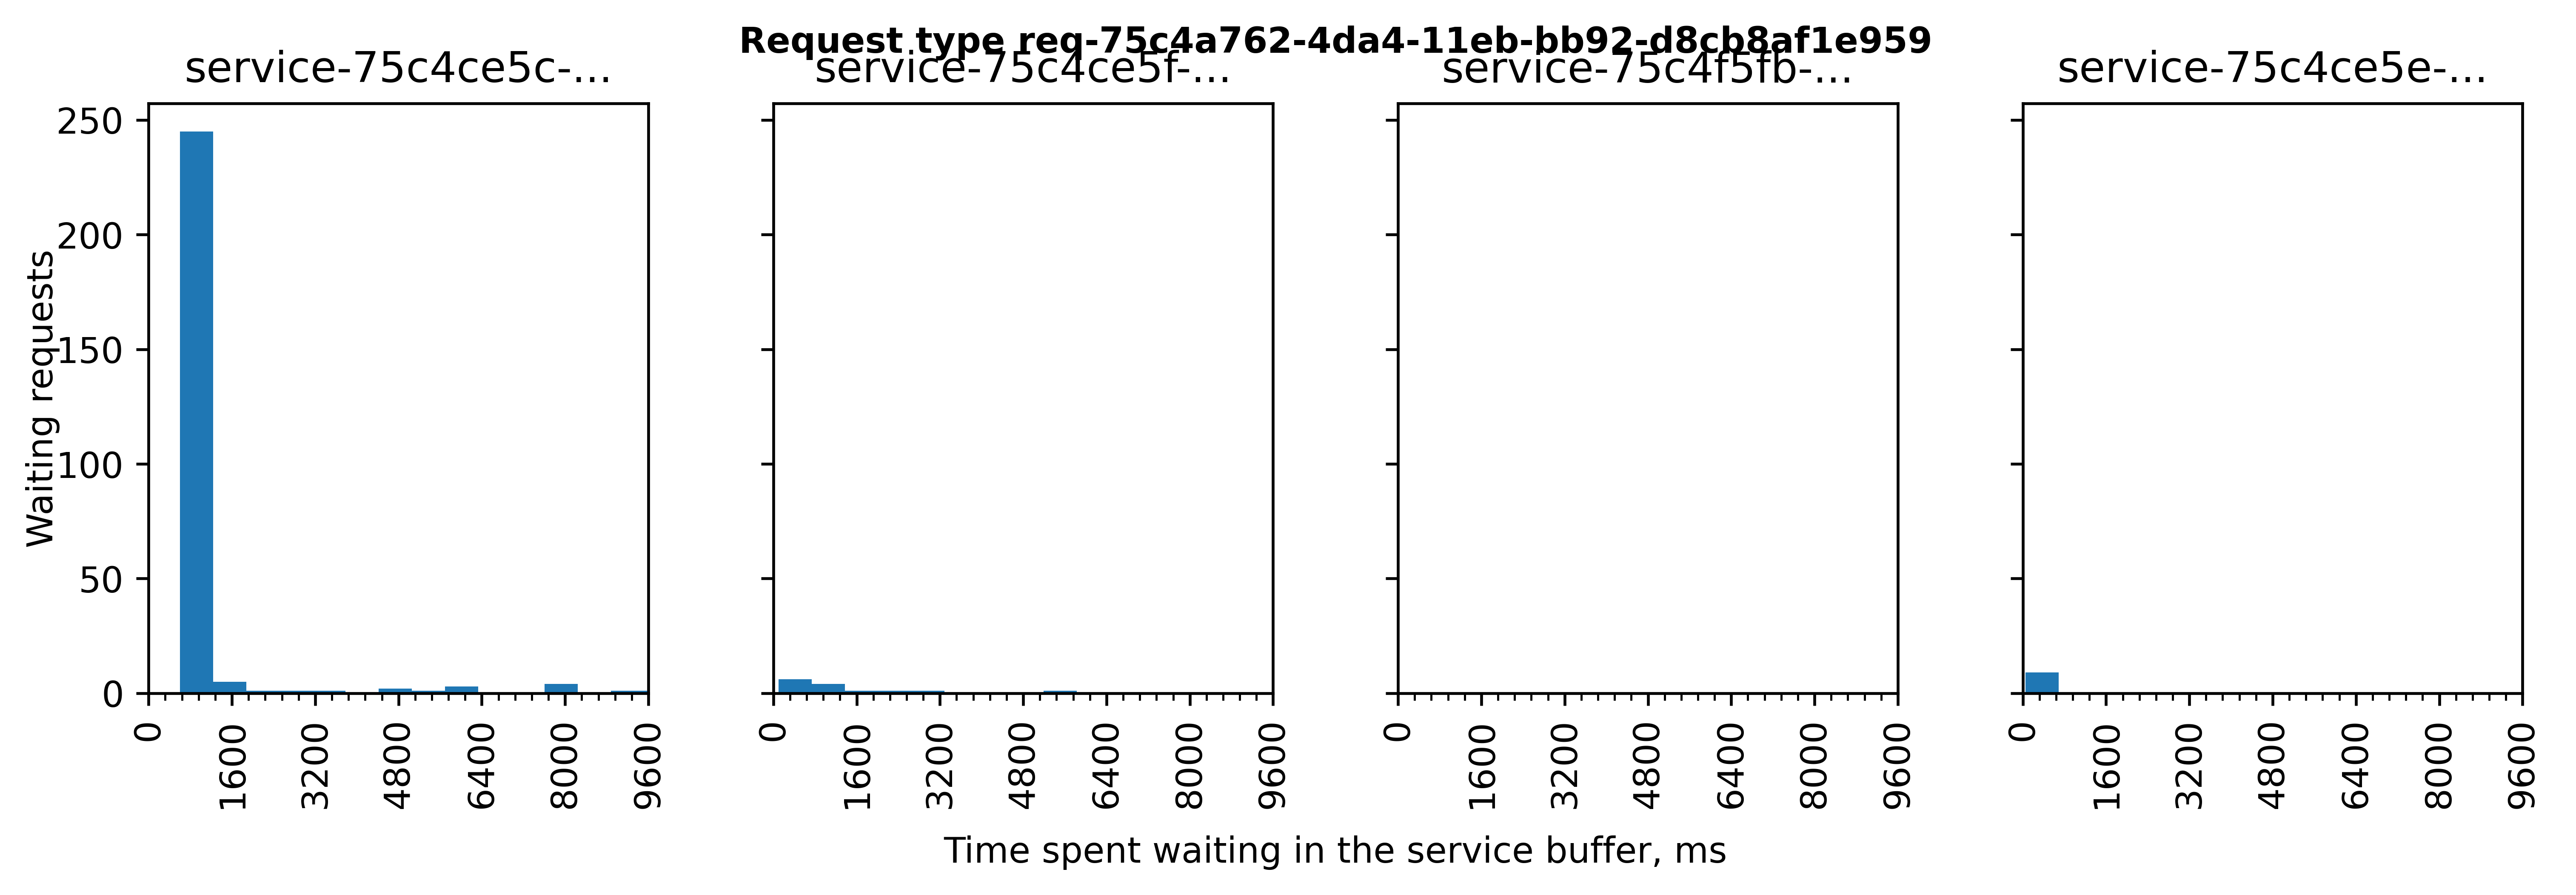 Request type req-75c4a762-4da4-11eb-bb92-d8cb8af1e959
service-75c4ce5c-...
service-75c4ce5f-...
service-75c4f5fb-...
service-75c4ce5e-...
Waiting requests
250
200
150
100
50
0
0 1600 3200 4800 6400 8000 9600
0 1600 3200 4800 6400 8000 9600
0 1600 3200 4800 6400 8000 9600
0 1600 3200 4800 6400 8000 9600
Time spent waiting in the service buffer, ms